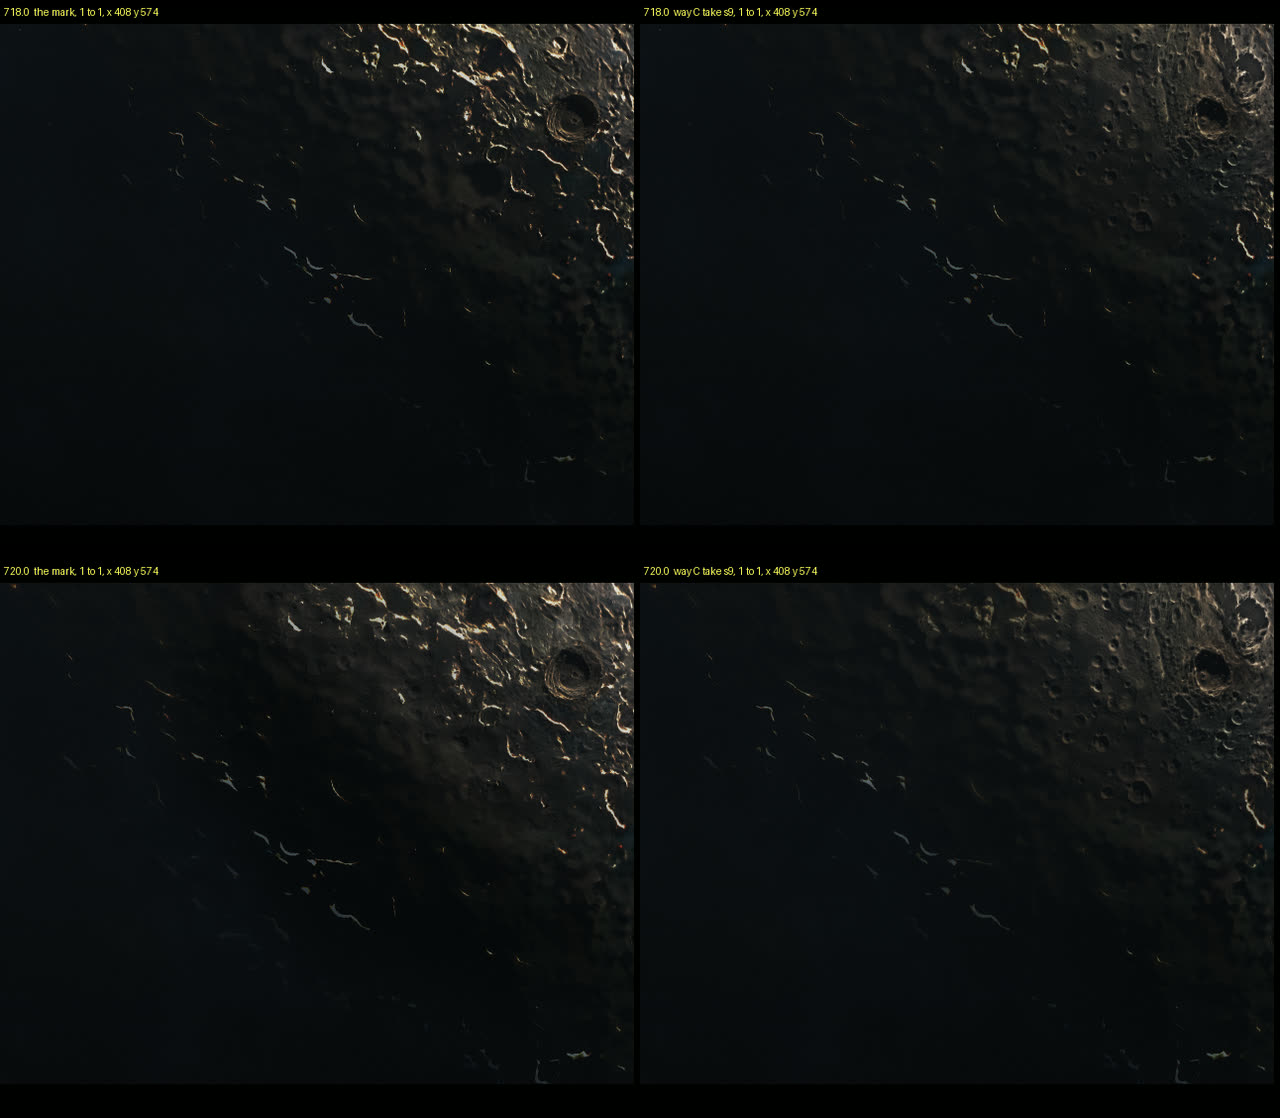 718.0 the mark, 1 to 1, x 408 y 574
718.0 way C take s9, 1 to 1, x 408 y 574
720.0 the mark, 1 to 1, x 408 y 574
720.0 way C take s9, 1 to 1, x 408 y 574